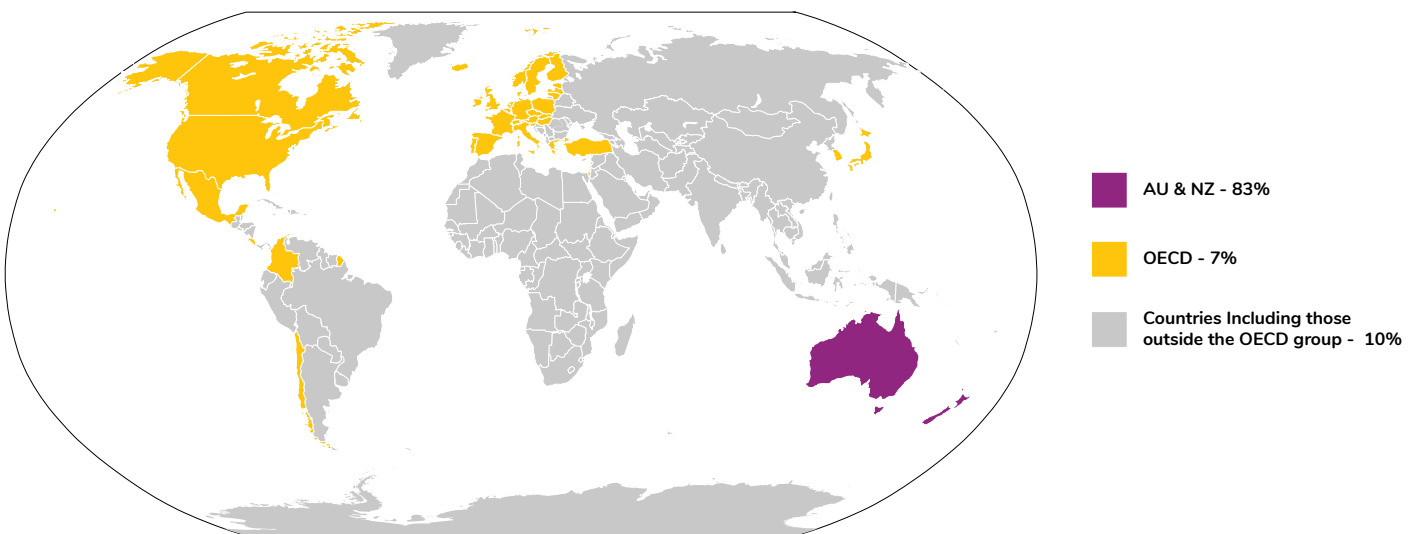 AU & NZ - 83%
OECD - 7%
Countries Including those
outside the OECD group - 10%